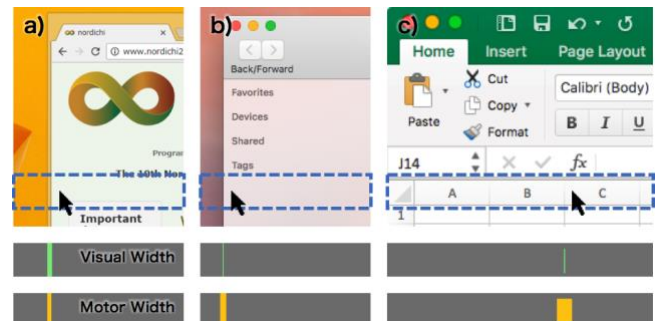 a)
nordichi
www.nordichi2
Program
The 10th Nor
Important
b)
Back/Forward
Favorites
Devices
Shared
Tags
c)
Home Insert Page Layout
Paste
Cut
Copy
Format
Calibri (Body)
B I U
J14
fx
A B C
1
Visual Width
Motor Width